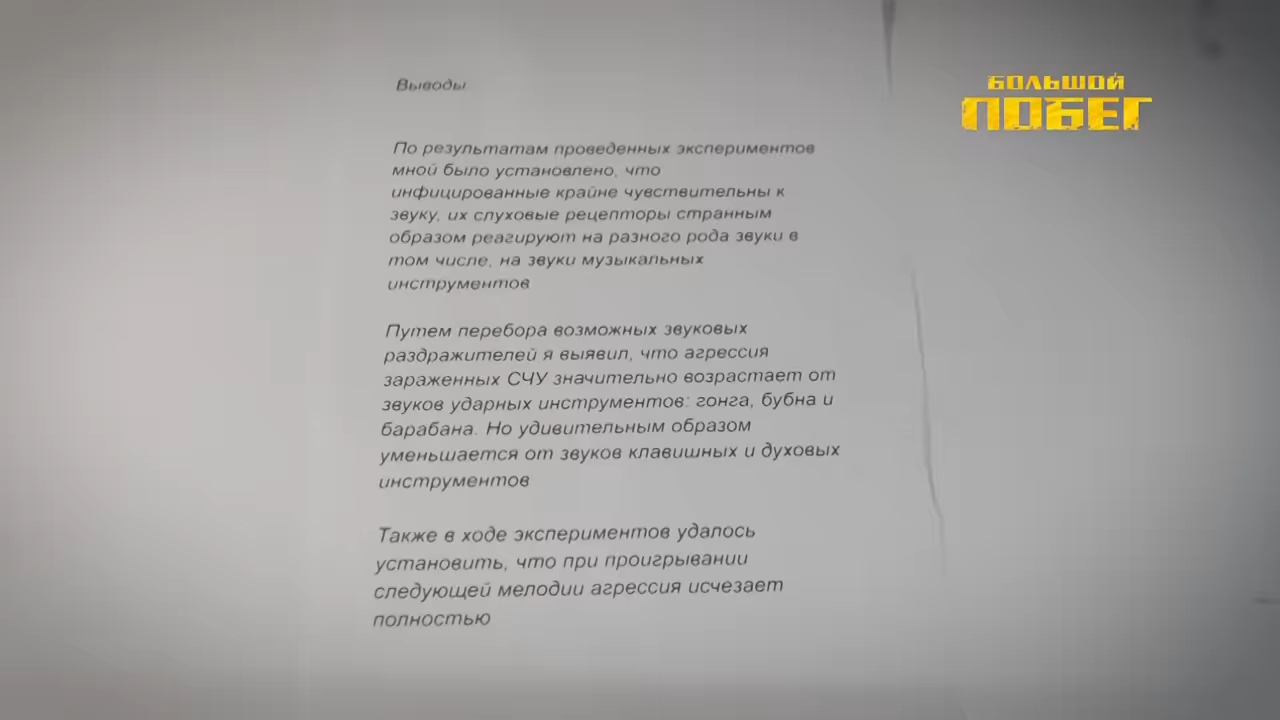 Выводы
БОЛЬШОЙ
ПОБЕГ
По результатам проведенных экспериментов
мной было установлено, что
инфицированные крайне чувствительны к
звуку, их слуховые рецепторы странным
образом реагируют на разного рода звуки в
том числе, на звуки музыкальных
инструментов
Путем перебора возможных звуковых
раздражителей я выявил, что агрессия
зараженных СЧУ значительно возрастает от
звуков ударных инструментов: гонга, бубна и
барабана. Но удивительным образом
уменьшается от звуков клавишных и духовых
инструментов
Также в ходе экспериментов удалось
установить, что при проигрывании
следующей мелодии агрессия исчезает
полностью